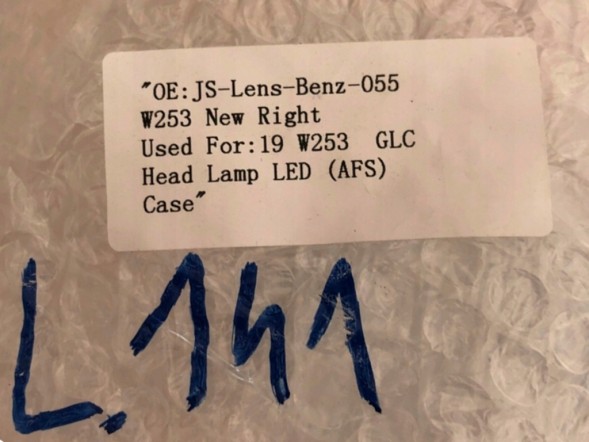 "OE:JS-Lens-Benz-055
W253 New Right
Used For:19 W253 GLC
Head Lamp LED (AFS)
Case"
L.141